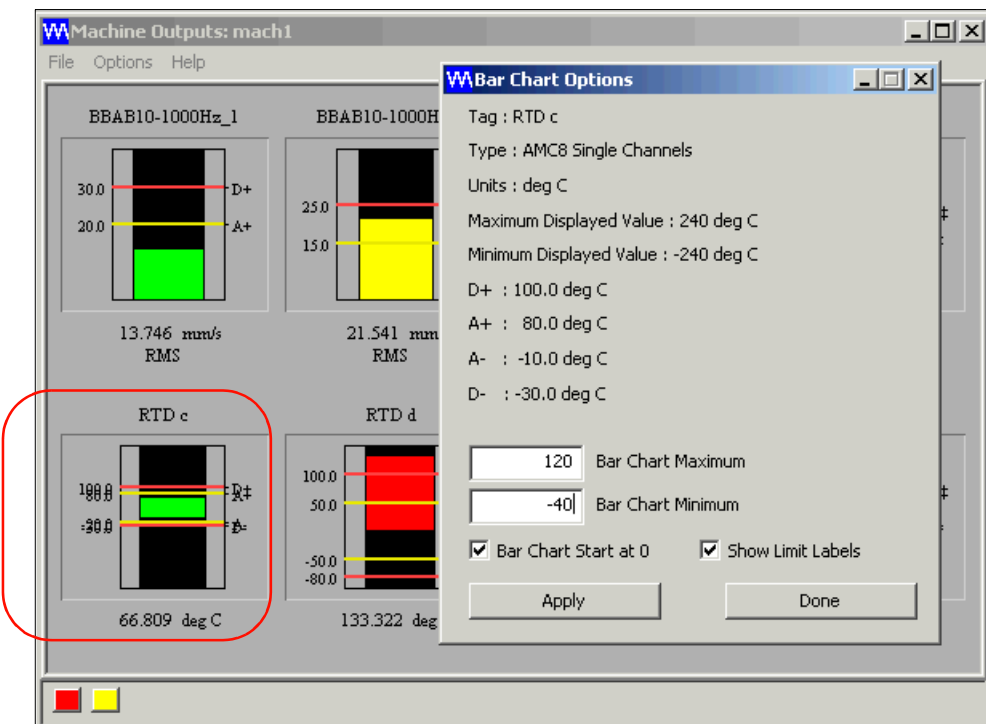 Machine Outputs: mach1
File Options Help
BBAB10-1000Hz_1
30.0
D+
20.0
A+
13.746 mm/s
RMS
BBAB10-1000H
25.0
15.0
21.541 mm
RMS
RTD c
100.0
D+
A+
A-
D-
66.809 deg C
RTD d
100.0
50.0
-50.0
-80.0
133.322 deg
Bar Chart Options
Tag : RTD c
Type : AMC8 Single Channels
Units : deg C
Maximum Displayed Value : 240 deg C
Minimum Displayed Value : -240 deg C
D+ : 100.0 deg C
A+ : 80.0 deg C
A- : -10.0 deg C
D- : -30.0 deg C
120 Bar Chart Maximum
-40 Bar Chart Minimum
Bar Chart Start at 0 Show Limit Labels
Apply Done